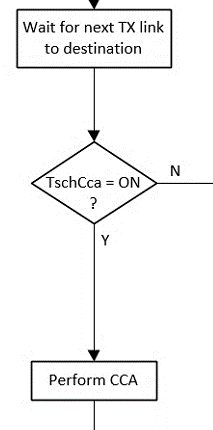 Wait for next TX link
to destination
TschCca = ON
?
N
Y
Perform CCA